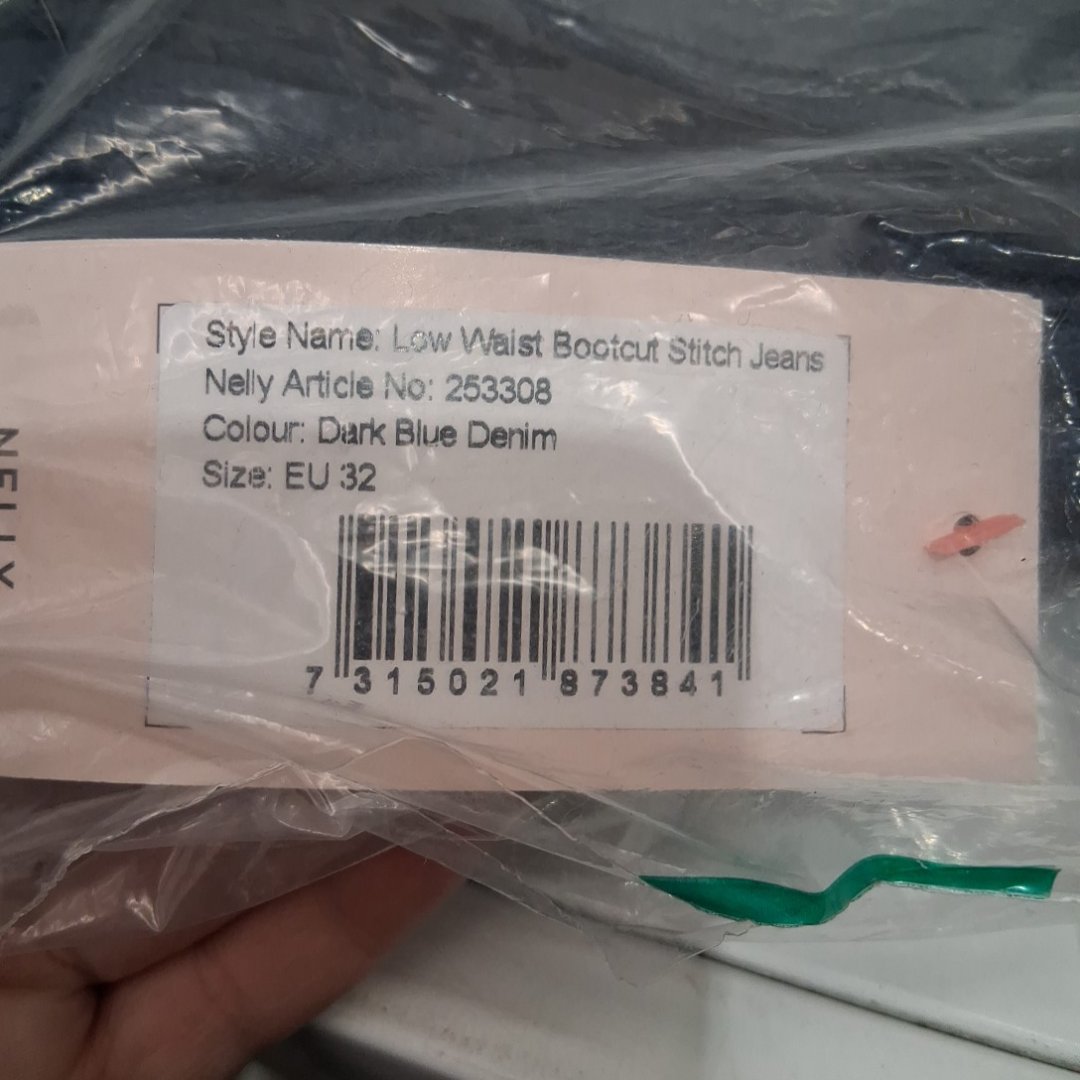 Style Name: Low Waist Bootcut Stitch Jeans
Nelly Article No: 253308
Colour: Dark Blue Denim
Size: EU 32
7 315021 873841
NELLY